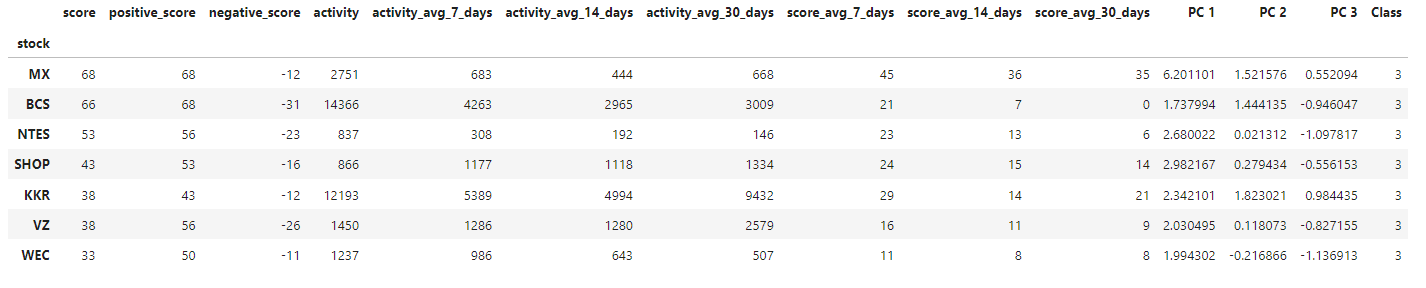 score positive_score negative_score activity activity_avg_7_days activity_avg_14_days activity_avg_30_days score_avg_7_days score_avg_14_days score_avg_30_days PC 1 PC 2 PC 3 Class
stock
MX 68 68 -12 2751 683 444 668 45 36 35 6.201101 1.521576 0.552094 3
BCS 66 68 -31 14366 4263 2965 3009 21 7 0 1.737994 1.444135 -0.946047 3
NTES 53 56 -23 837 308 192 146 23 13 6 2.680022 0.021312 -1.097817 3
SHOP 43 53 -16 866 1177 1118 1334 24 15 14 2.982167 0.279434 -0.556153 3
KKR 38 43 -12 12193 5389 4994 9432 29 14 21 2.342101 1.823021 0.984435 3
VZ 38 56 -26 1450 1286 1280 2579 16 11 9 2.030495 0.118073 -0.827155 3
WEC 33 50 -11 1237 986 643 507 11 8 8 1.994302 -0.216866 -1.136913 3